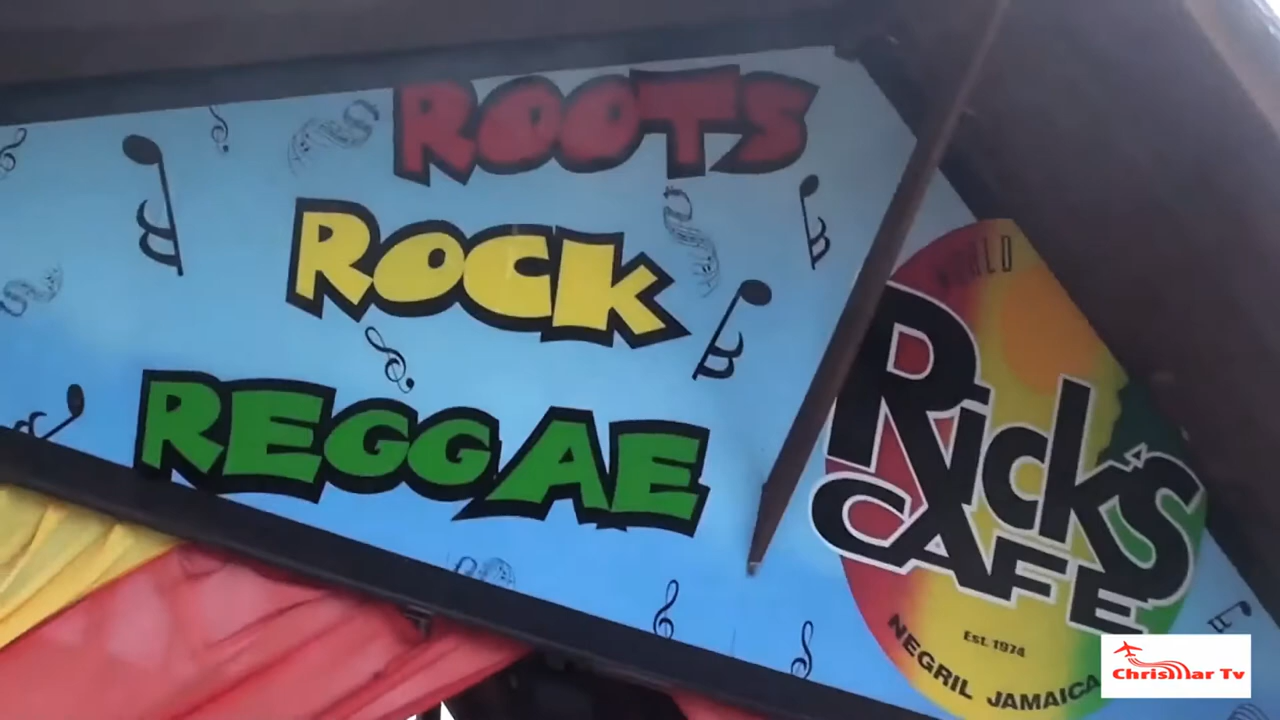 ROOTS
ROCK
REGGAE
WORLD
RICK'S
CAFE
Est. 1974
NEGRIL JAMAICA
Chrismar Tv